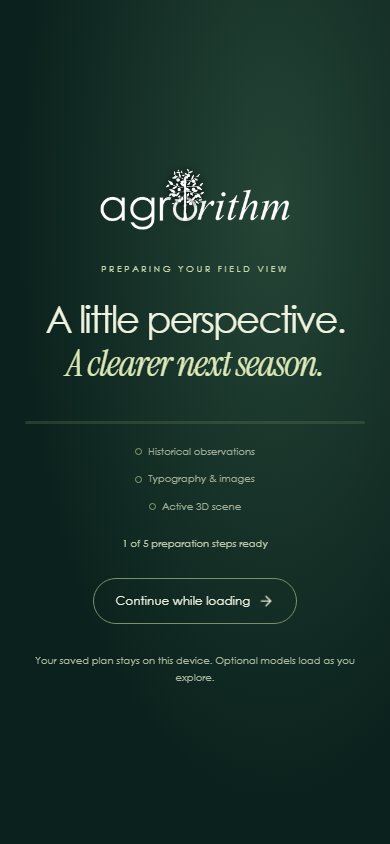 agrorithm
PREPARING YOUR FIELD VIEW
A little perspective.
A clearer next season.
Historical observations
Typography & images
Active 3D scene
1 of 5 preparation steps ready
Continue while loading →
Your saved plan stays on this device. Optional models load as you
explore.